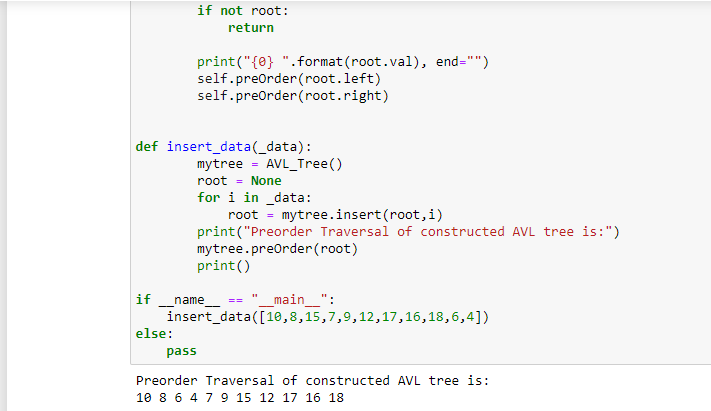 if not root:
return
print("{0} ".format(root.val), end="")
self.preOrder(root.left)
self.preOrder(root.right)
def insert_data(_data):
mytree = AVL_Tree()
root = None
for i in _data:
root = mytree.insert(root,i)
print("Preorder Traversal of constructed AVL tree is:")
mytree.preOrder(root)
print()
if __name__ == "__main__":
insert_data([10,8,15,7,9,12,17,16,18,6,4])
else:
pass
Preorder Traversal of constructed AVL tree is:
10 8 6 4 7 9 15 12 17 16 18